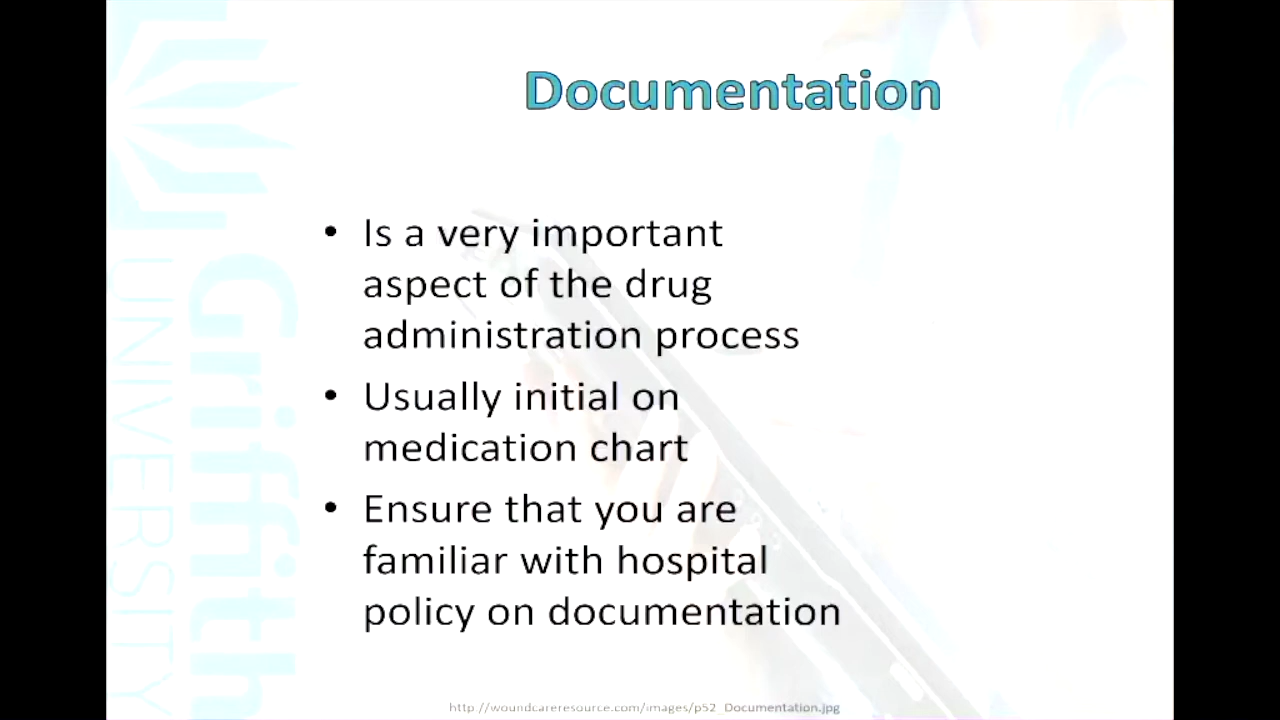 Documentation
• Is a very important
aspect of the drug
administration process
• Usually initial on
medication chart
• Ensure that you are
familiar with hospital
policy on documentation
http://woundcareresource.com/images/p52_Documentation.jpg
Griffith
UNIVERSITY